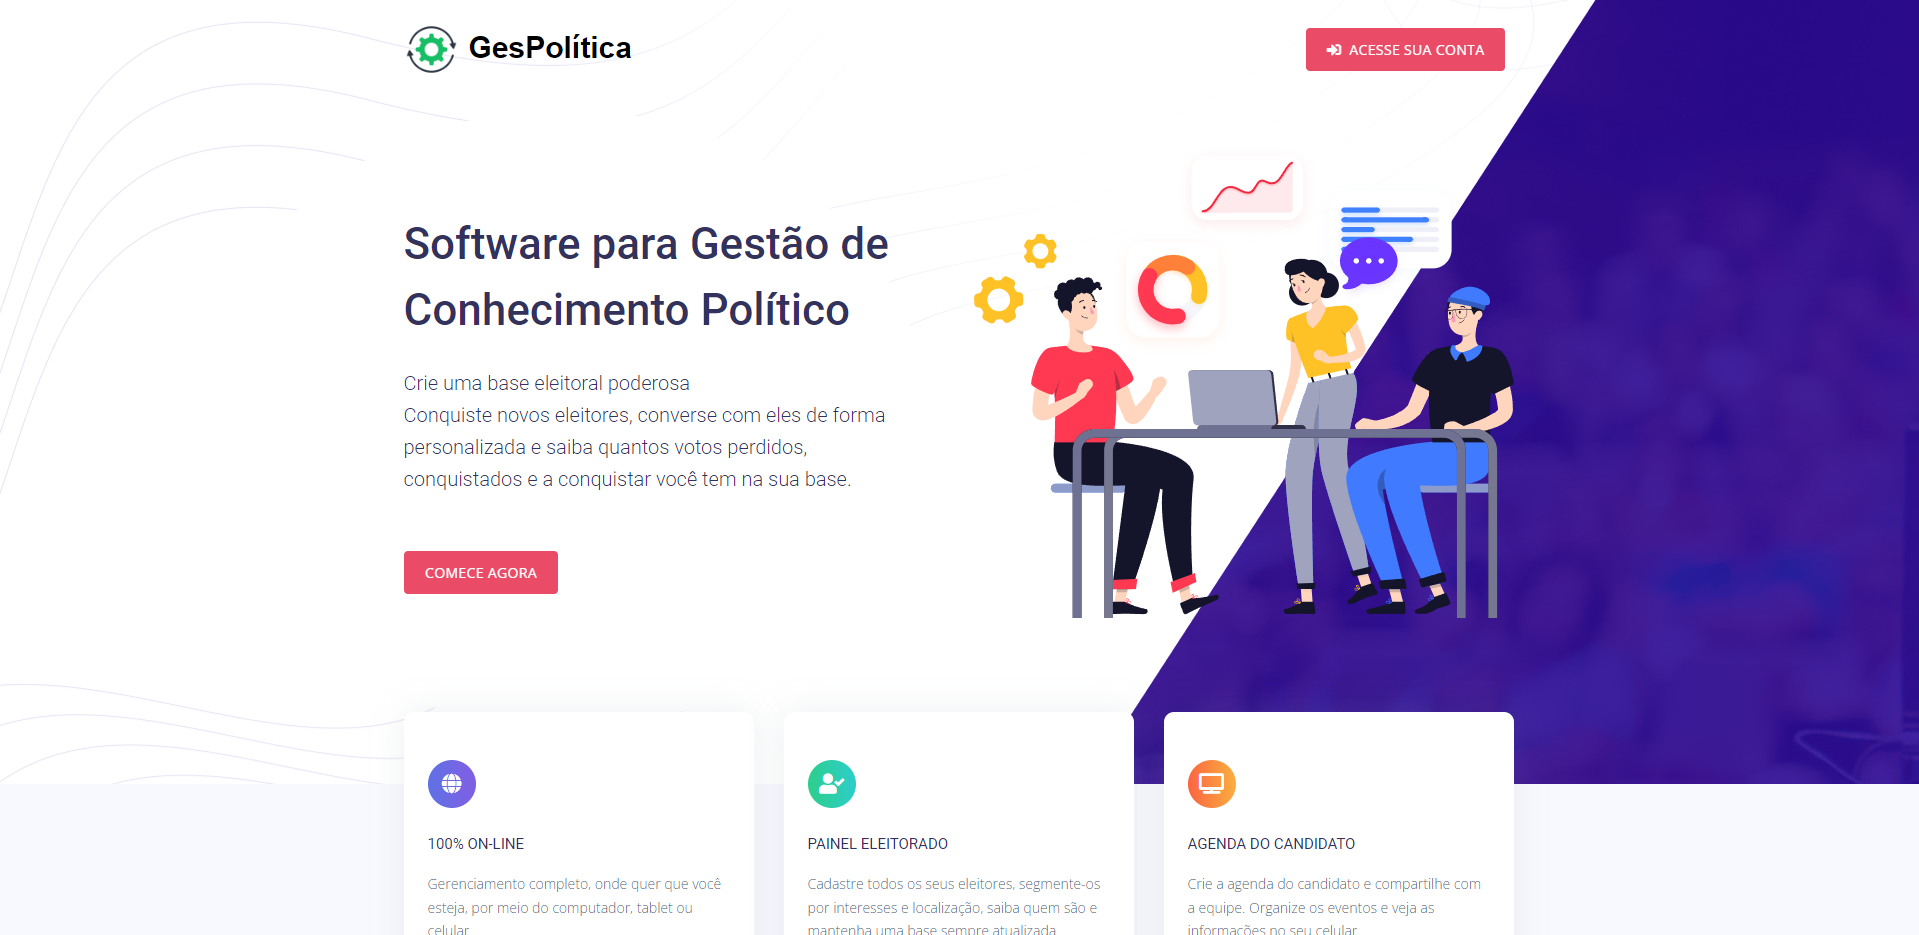 GesPolítica
ACESSE SUA CONTA
Software para Gestão de
Conhecimento Político
Crie uma base eleitoral poderosa
Conquiste novos eleitores, converse com eles de forma
personalizada e saiba quantos votos perdidos,
conquistados e a conquistar você tem na sua base.
COMECE AGORA
100% ON-LINE
Gerenciamento completo, onde quer que você
esteja, por meio do computador, tablet ou
celular.
PAINEL ELEITORADO
Cadastre todos os seus eleitores, segmente-os
por interesses e localização, saiba quem são e
mantenha uma base sempre atualizada.
AGENDA DO CANDIDATO
Crie a agenda do candidato e compartilhe com
a equipe. Organize os eventos e veja as
informações no seu celular.